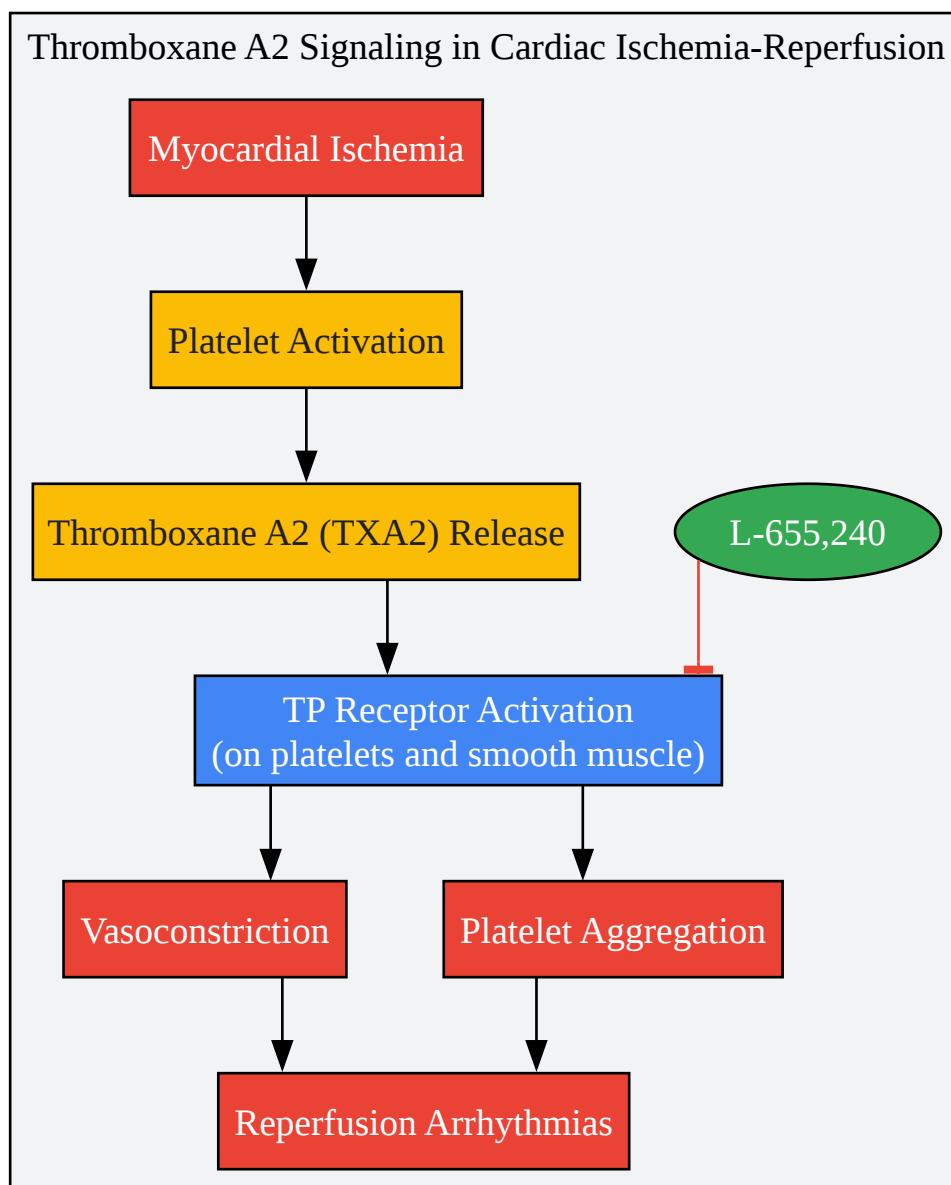 Thromboxane A2 Signaling in Cardiac Ischemia-Reperfusion
Myocardial Ischemia
Platelet Activation
Thromboxane A2 (TXA2) Release
L-655,240
TP Receptor Activation
(on platelets and smooth muscle)
Vasoconstriction
Platelet Aggregation
Reperfusion Arrhythmias